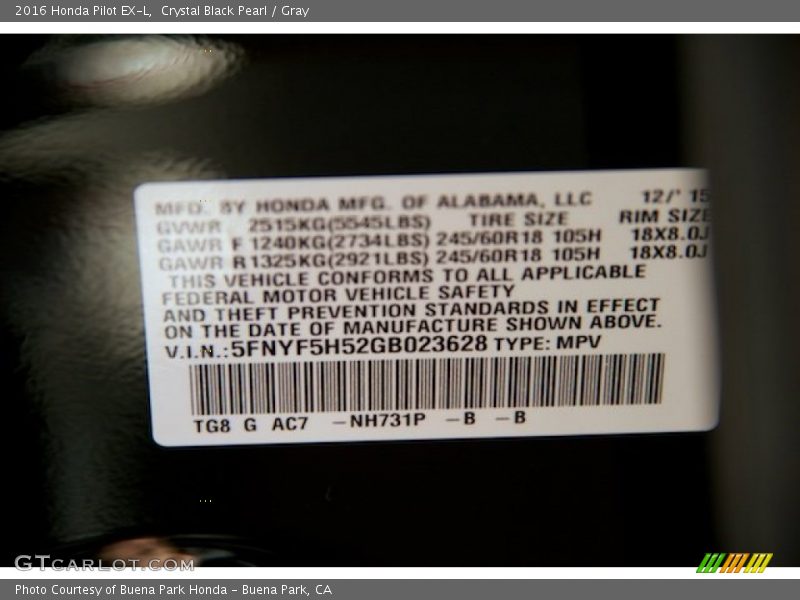 2016 Honda Pilot EX-L, Crystal Black Pearl / Gray
MFD. BY HONDA MFG. OF ALABAMA, LLC 12/' 15
GVWR 2515KG(5545LBS) TIRE SIZE RIM SIZE
GAWR F 1240KG(2734LBS) 245/60R18 105H 18X8.0J
GAWR R1325KG(2921LBS) 245/60R18 105H 18X8.0J
THIS VEHICLE CONFORMS TO ALL APPLICABLE
FEDERAL MOTOR VEHICLE SAFETY
AND THEFT PREVENTION STANDARDS IN EFFECT
ON THE DATE OF MANUFACTURE SHOWN ABOVE.
V.I.N.:5FNYF5H52GB023628 TYPE: MPV
TG8 G AC7 -NH731P -B -B
GTCARLOT.COM
Photo Courtesy of Buena Park Honda - Buena Park, CA